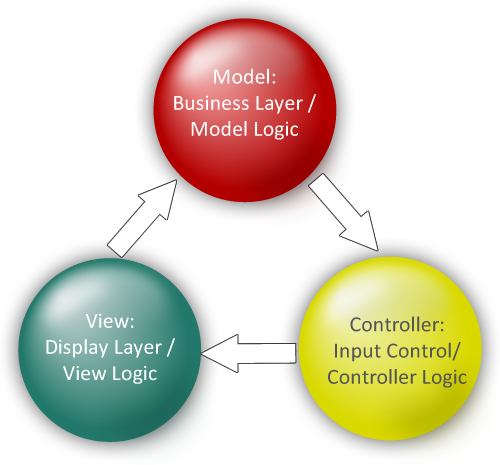 Model:
Business Layer /
Model Logic
View:
Display Layer /
View Logic
Controller:
Input Control/
Controller Logic